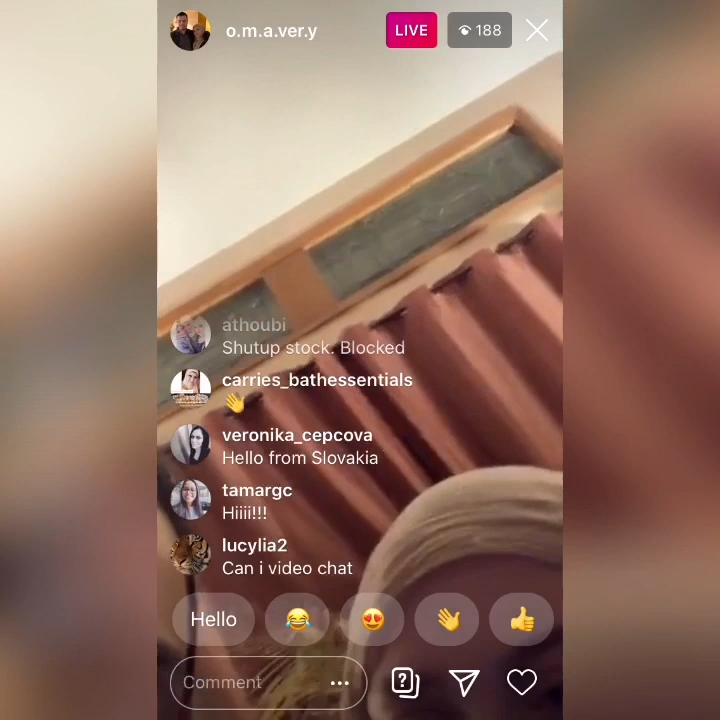 o.m.a.ver.y
LIVE
188
athoubi
Shutup stock. Blocked
carries_bathessentials
👋
veronika_cepcova
Hello from Slovakia
tamargc
Hiiii!!!
lucylia2
Can i video chat
Hello 😂 😍 👋 👍
Comment ...